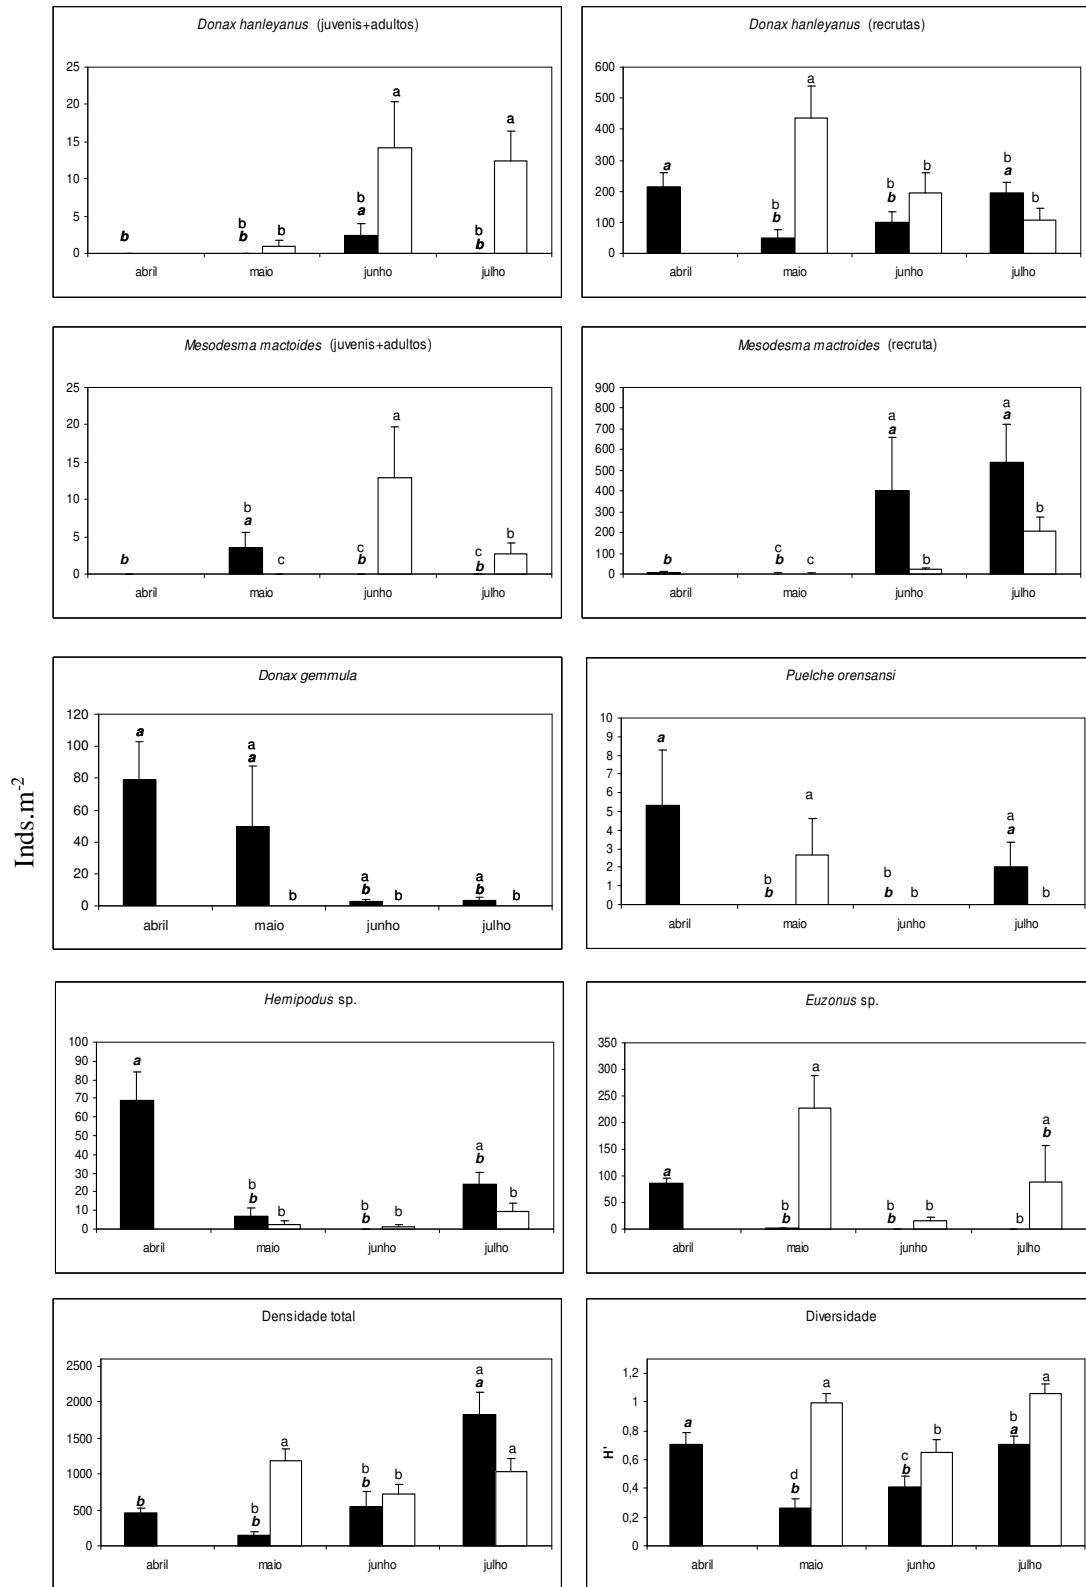 Donax hanleyanus (juvenis+adultos)
25
20
15
10
5
0
a
a
b
a
b
b
b
b
b
b
abril
maio
junho
julho
Donax hanleyanus (recrutas)
600
500
400
300
200
100
0
a
a
b
b
b
b
b
b
a
b
abril
maio
junho
julho
Mesodesma mactoides (juvenis+adultos)
25
20
15
10
5
0
b
b
a
c
c
b
a
c
b
b
abril
maio
junho
julho
Mesodesma mactroides (recruta)
900
800
700
600
500
400
300
200
100
0
b
c
b
c
a
a
b
a
a
b
abril
maio
junho
julho
Inds.m-2
Donax gemmula
120
100
80
60
40
20
0
a
a
a
b
a
b
b
a
b
b
abril
maio
junho
julho
Puelche orensansi
10
9
8
7
6
5
4
3
2
1
0
a
b
b
a
b
b
b
a
a
b
abril
maio
junho
julho
Hemipodus sp.
100
90
80
70
60
50
40
30
20
10
0
a
b
b
b
b
b
b
a
b
b
abril
maio
junho
julho
Euzonus sp.
350
300
250
200
150
100
50
0
a
b
b
a
b
b
b
b
a
b
abril
maio
junho
julho
Densidade total
2500
2000
1500
1000
500
0
b
b
b
a
b
b
b
a
a
a
abril
maio
junho
julho
Diversidade
H'
1,2
1
0,8
0,6
0,4
0,2
0
a
d
b
a
c
b
b
b
a
a
abril
maio
junho
julho